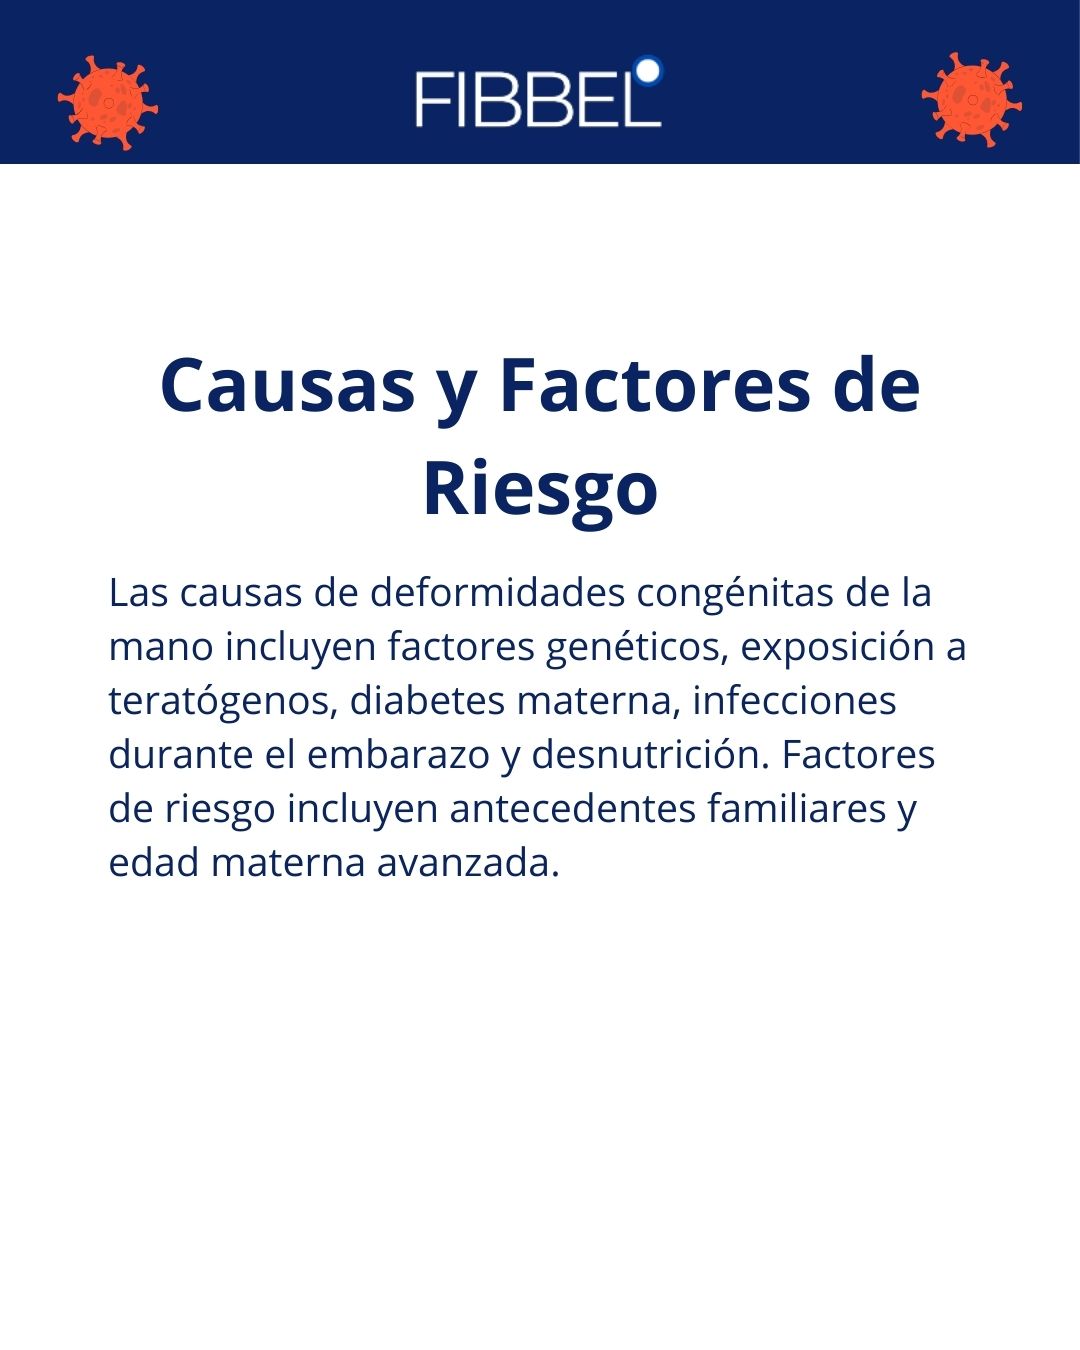 FIBBEL
Causas y Factores de
Riesgo
Las causas de deformidades congénitas de la
mano incluyen factores genéticos, exposición a
teratógenos, diabetes materna, infecciones
durante el embarazo y desnutrición. Factores
de riesgo incluyen antecedentes familiares y
edad materna avanzada.